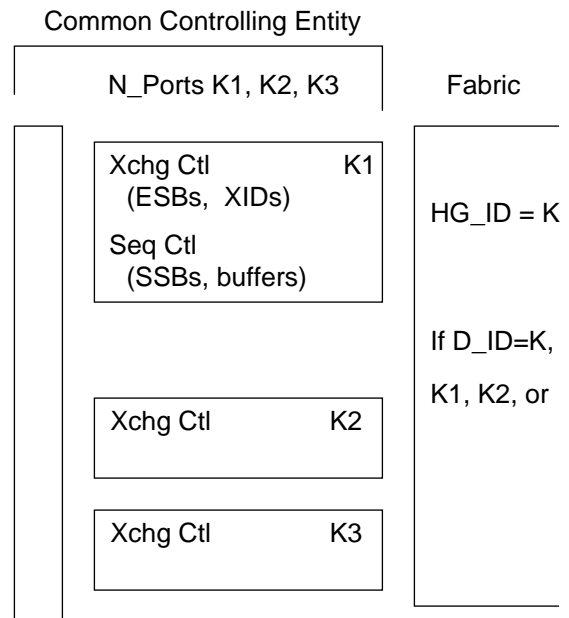 Common Controlling Entity
N_Ports K1, K2, K3
Fabric
Xchg Ctl K1
(ESBs, XIDs)
Seq Ctl
(SSBs, buffers)
HG_ID = K
If D_ID=K,
K1, K2, or
Xchg Ctl K2
Xchg Ctl K3